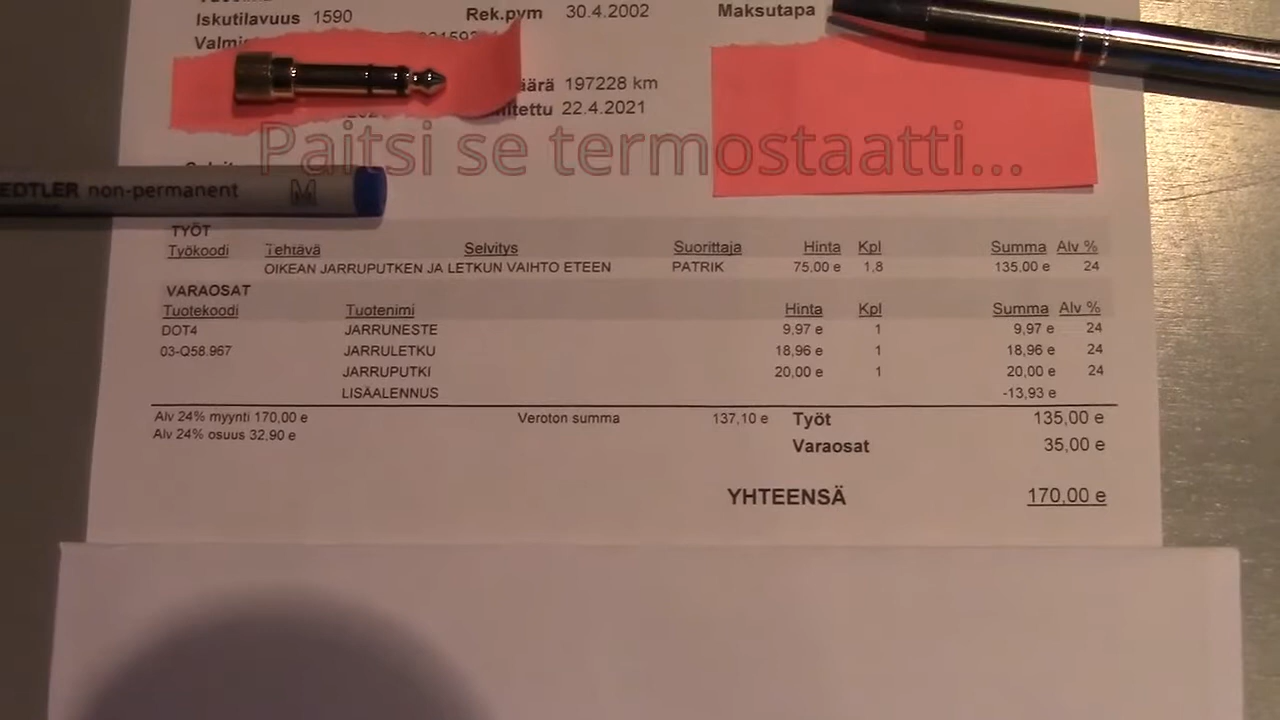 Iskutilavuus 1590 Rek.pvm 30.4.2002 Maksutapa
197228 km
22.4.2021
Paitsi se termostaatti...
EDTLER non-permanent M
TYÖT
Työkoodi Tehtävä Selvitys Suorittaja Hinta Kpl Summa Alv %
OIKEAN JARRUPUTKEN JA LETKUN VAIHTO ETEEN PATRIK 75,00 e 1,8 135,00 e 24
VARAOSAT
Tuotekoodi Tuotenimi Hinta Kpl Summa Alv %
DOT4 JARRUNESTE 9,97 e 1 9,97 e 24
03-Q58.967 JARRULETKU 18,96 e 1 18,96 e 24
JARRUPUTKI 20,00 e 1 20,00 e 24
LISÄALENNUS -13,93 e
Alv 24% myynti 170,00 e Veroton summa 137,10 e Työt 135,00 e
Alv 24% osuus 32,90 e
Varaosat 35,00 e
YHTEENSÄ 170,00 e